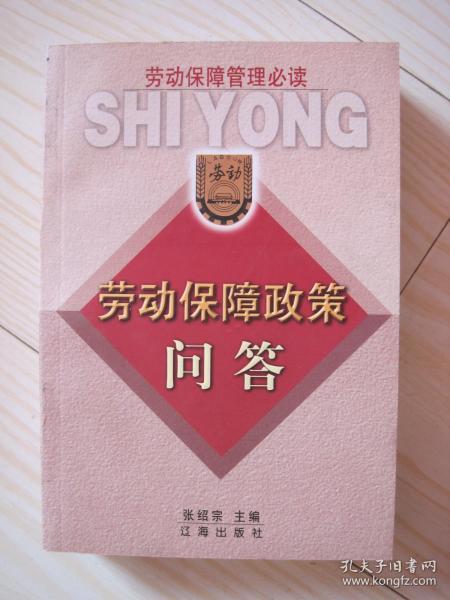 劳动保障管理必读
SHI YONG
LAODONG
劳动
劳动保障政策
问答
张绍宗 主编
辽海出版社
孔夫子旧书网
www.kongfz.com